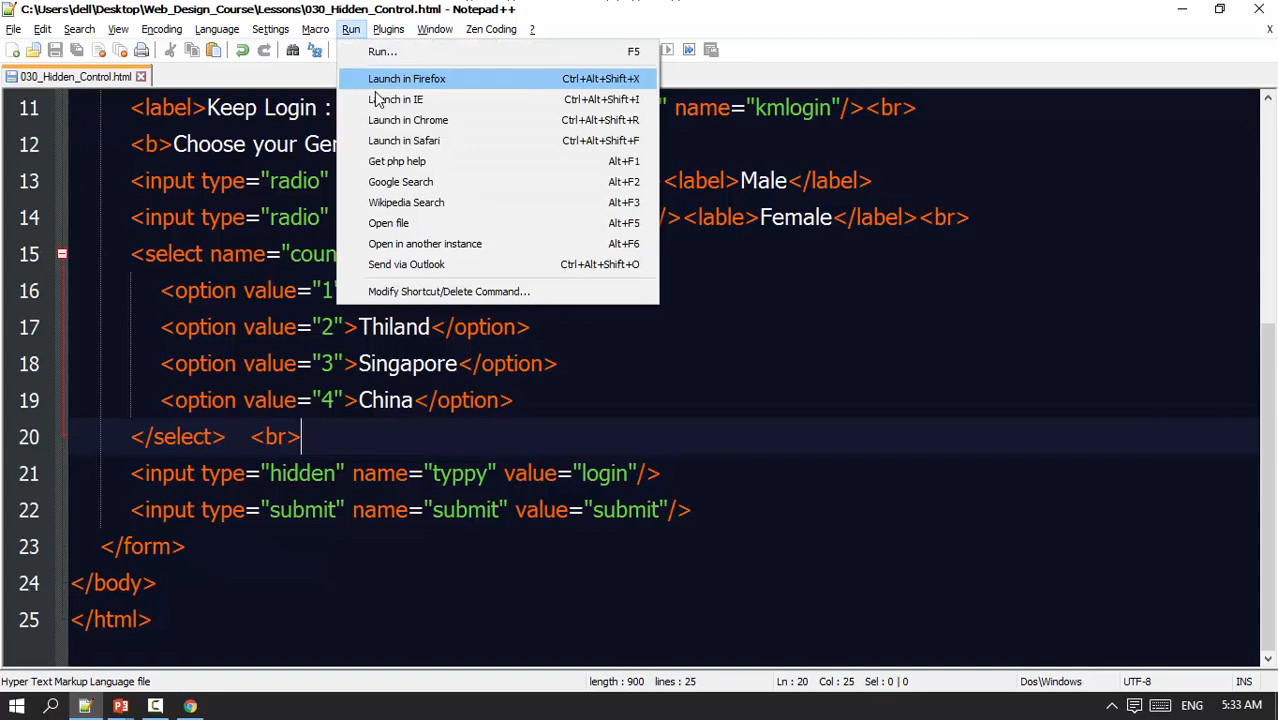 C:\Users\dell\Desktop\Web_Design_Course\Lessons\030_Hidden_Control.html - Notepad++
File Edit Search View Encoding Language Settings Macro Run Plugins Window Zen Coding ? X
Run... F5
030_Hidden_Control.html
Launch in Firefox Ctrl+Alt+Shift+X
Launch in IE Ctrl+Alt+Shift+I
Launch in Chrome Ctrl+Alt+Shift+R
Launch in Safari Ctrl+Alt+Shift+F
Get php help Alt+F1
Google Search Alt+F2
Wikipedia Search Alt+F3
Open file Alt+F5
Open in another instance Alt+F6
Send via Outlook Ctrl+Alt+Shift+O
Modify Shortcut/Delete Command...
11 <label>Keep Login : " name="kmlogin"/><br>
12 <b>Choose your Ger
13 <input type="radio" <label>Male</label>
14 <input type="radio" /><lable>Female</label><br>
15 <select name="coun
16 <option value="1"
17 <option value="2">Thiland</option>
18 <option value="3">Singapore</option>
19 <option value="4">China</option>
20 </select> <br>
21 <input type="hidden" name="typpy" value="login"/>
22 <input type="submit" name="submit" value="submit"/>
23 </form>
24 </body>
25 </html>
Hyper Text Markup Language file length : 900 lines : 25 Ln : 20 Col : 25 Sel : 0 | 0 Dos\Windows UTF-8 INS
ENG 5:33 AM